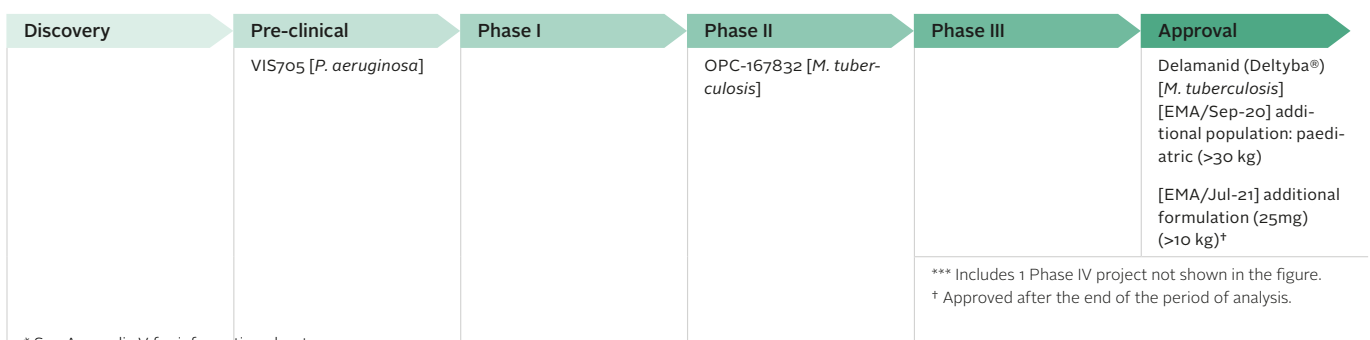 Discovery
Pre-clinical
Phase I
Phase II
Phase III
Approval
VIS705 [P. aeruginosa]
OPC-167832 [M. tuber-
culosis]
Delamanid (Deltyba®)
[M. tuberculosis]
[EMA/Sep-20] addi-
tional population: paedi-
atric (>30 kg)
[EMA/Jul-21] additional
formulation (25mg)
(>10 kg)†
*** Includes 1 Phase IV project not shown in the figure.
† Approved after the end of the period of analysis.